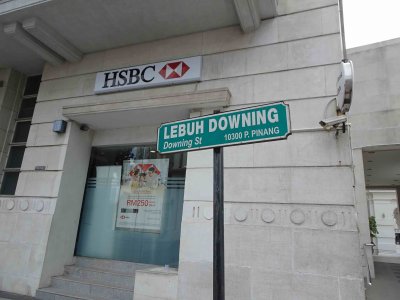 HSBC
LEBUH DOWNING
Downing St
10300 P. PINANG
RM250